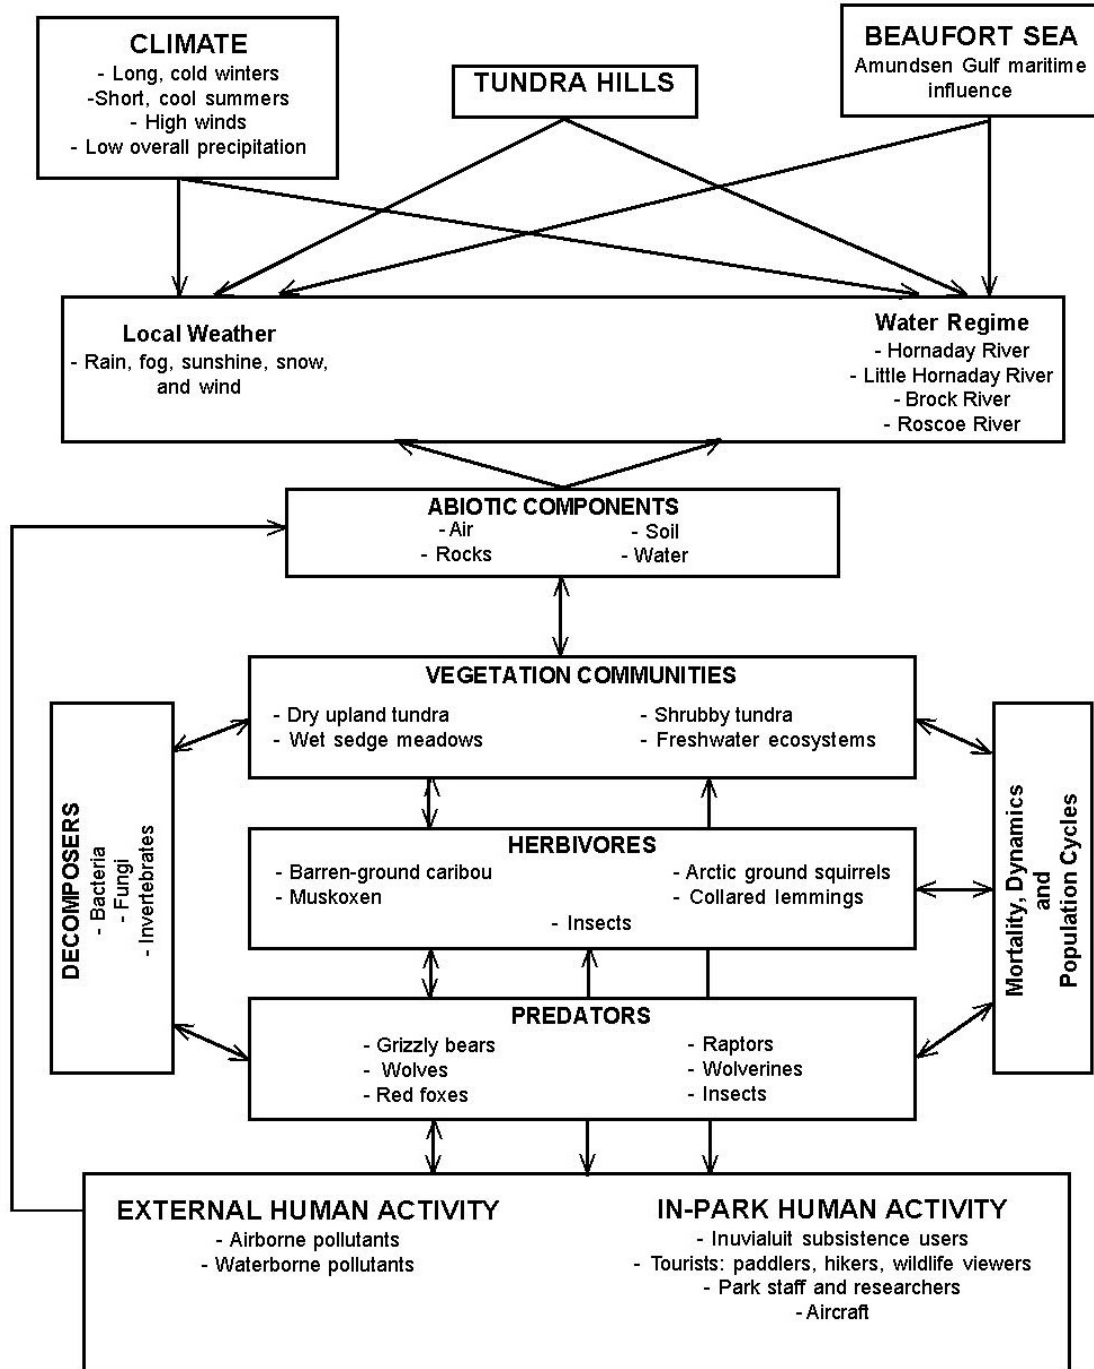 CLIMATE
- Long, cold winters
-Short, cool summers
- High winds
- Low overall precipitation
TUNDRA HILLS
BEAUFORT SEA
Amundsen Gulf maritime
influence
Local Weather
- Rain, fog, sunshine, snow,
and wind
Water Regime
- Hornaday River
- Little Hornaday River
- Brock River
- Roscoe River
ABIOTIC COMPONENTS
- Air
- Rocks
- Soil
- Water
VEGETATION COMMUNITIES
- Dry upland tundra
- Wet sedge meadows
- Shrubby tundra
- Freshwater ecosystems
DECOMPOSERS
- Bacteria
- Fungi
- Invertebrates
HERBIVORES
- Barren-ground caribou
- Muskoxen
- Arctic ground squirrels
- Collared lemmings
- Insects
Mortality, Dynamics
and
Population Cycles
PREDATORS
- Grizzly bears
- Wolves
- Red foxes
- Raptors
- Wolverines
- Insects
EXTERNAL HUMAN ACTIVITY
- Airborne pollutants
- Waterborne pollutants
IN-PARK HUMAN ACTIVITY
- Inuvialuit subsistence users
- Tourists: paddlers, hikers, wildlife viewers
- Park staff and researchers
- Aircraft